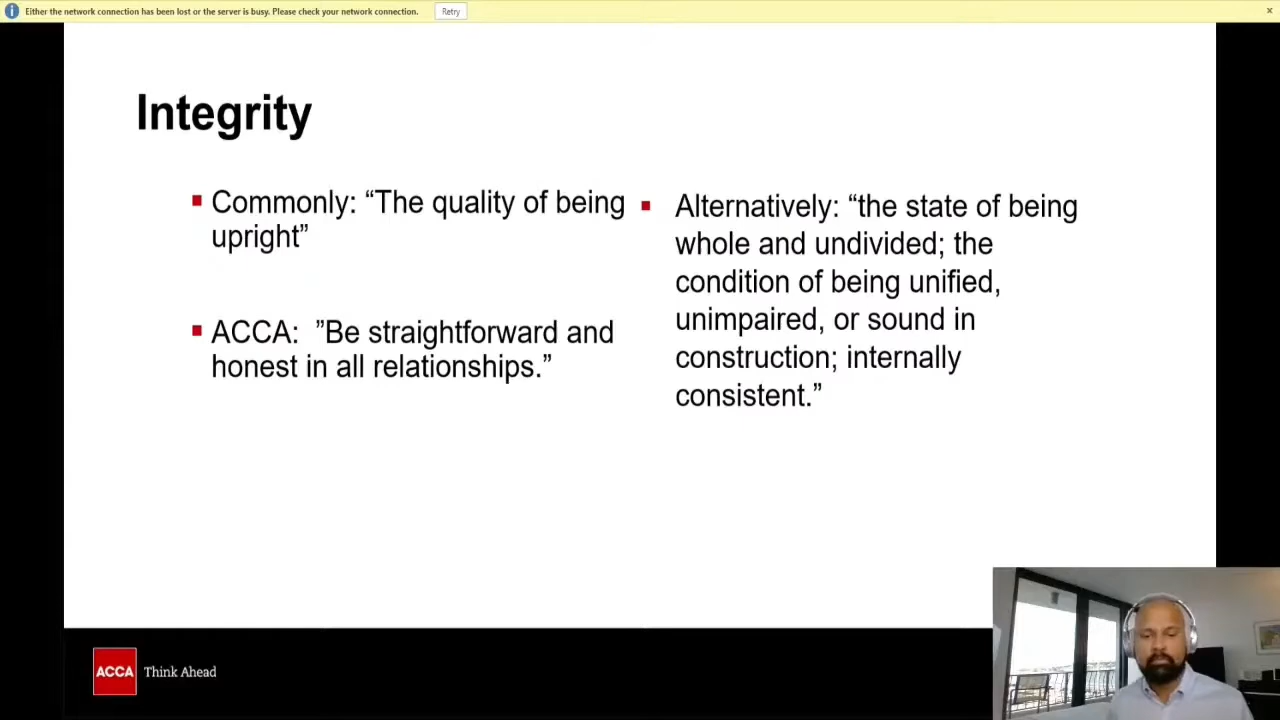 Either the network connection has been lost or the server is busy. Please check your network connection.
Retry
Integrity
Commonly: “The quality of being
upright”
ACCA:  ”Be straightforward and
honest in all relationships.”
Alternatively: “the state of being
whole and undivided; the
condition of being unified,
unimpaired, or sound in
construction; internally
consistent.”
ACCA
Think Ahead